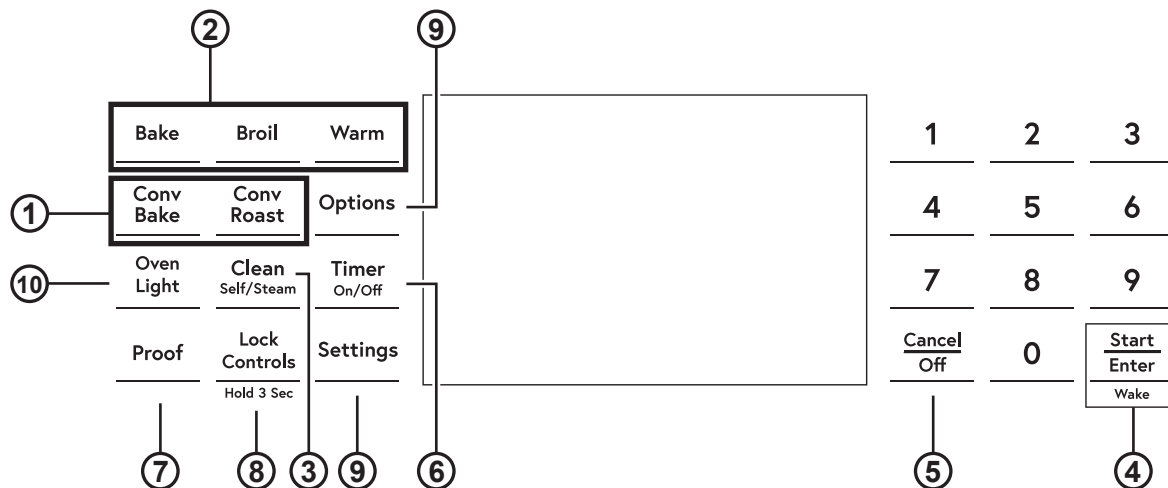 2
9
Bake Broil Warm
1 2 3
1
Conv Bake
Conv Roast
Options
4 5 6
10
Oven Light
Clean
Self/Steam
Timer
On/Off
7 8 9
Proof
Lock Controls
Hold 3 Sec
Settings
Cancel
Off
0
Start
Enter
Wake
7
8
3
9
6
5
4